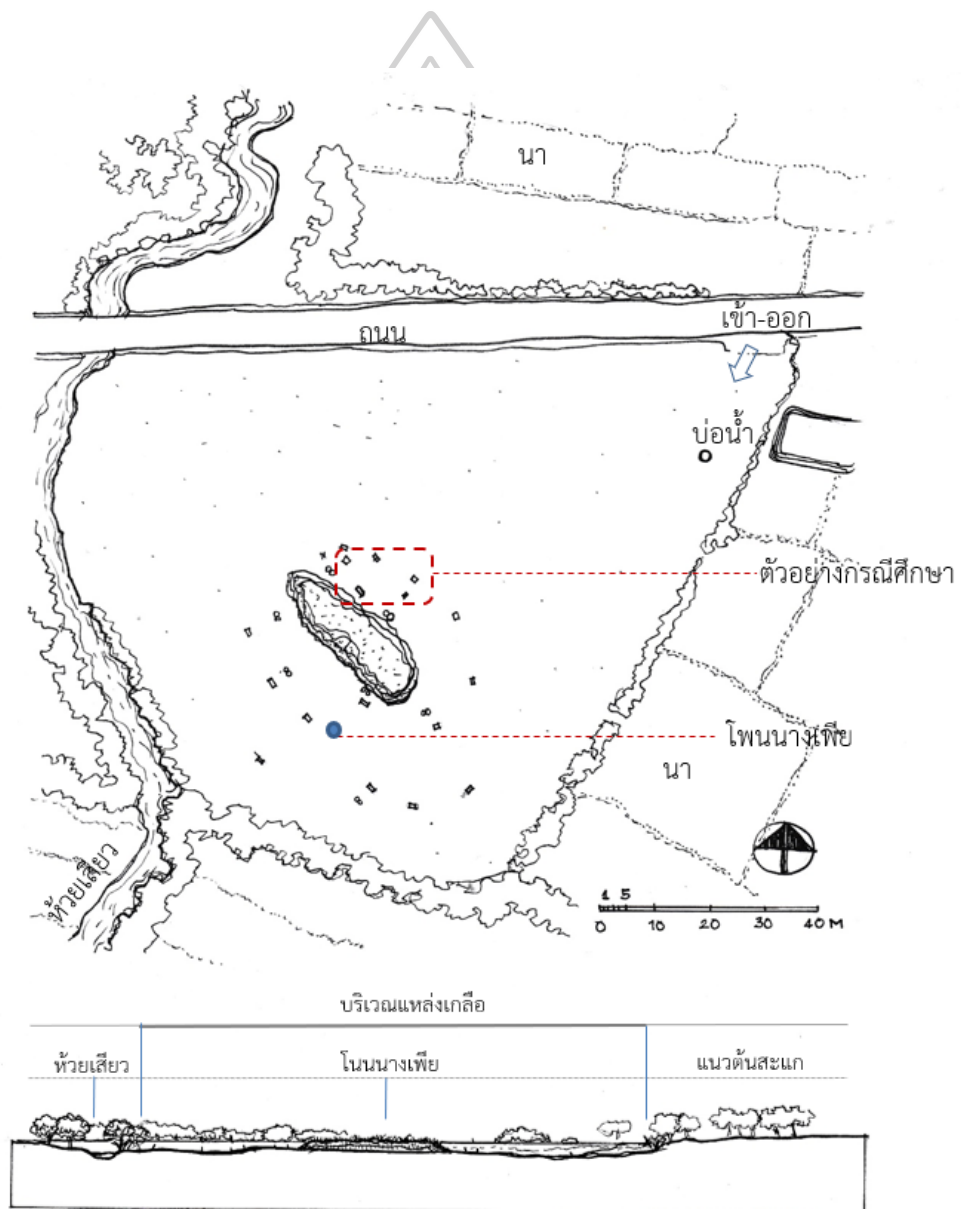 นา
เข้า-ออก
ถนน
บ่อน้ำ
ตัวอย่างกรณีศึกษา
โพนนางเพีย
นา
ห้วยเสียว
1 5
0 10 20 30 40 M
บริเวณแหล่งเกลือ
ห้วยเสียว
โนนนางเพีย
แนวต้นสะแก